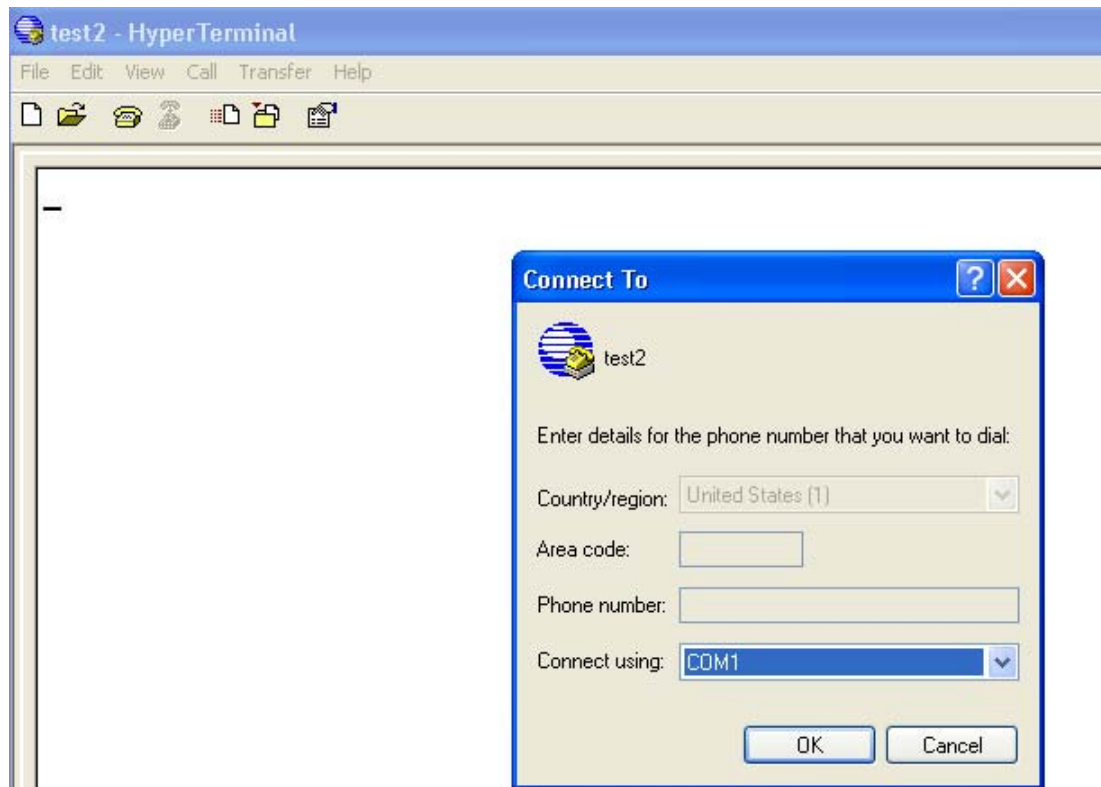 test2 - HyperTerminal
File Edit View Call Transfer Help
Connect To
test2
Enter details for the phone number that you want to dial:
Country/region: United States (1)
Area code:
Phone number:
Connect using: COM1
OK Cancel